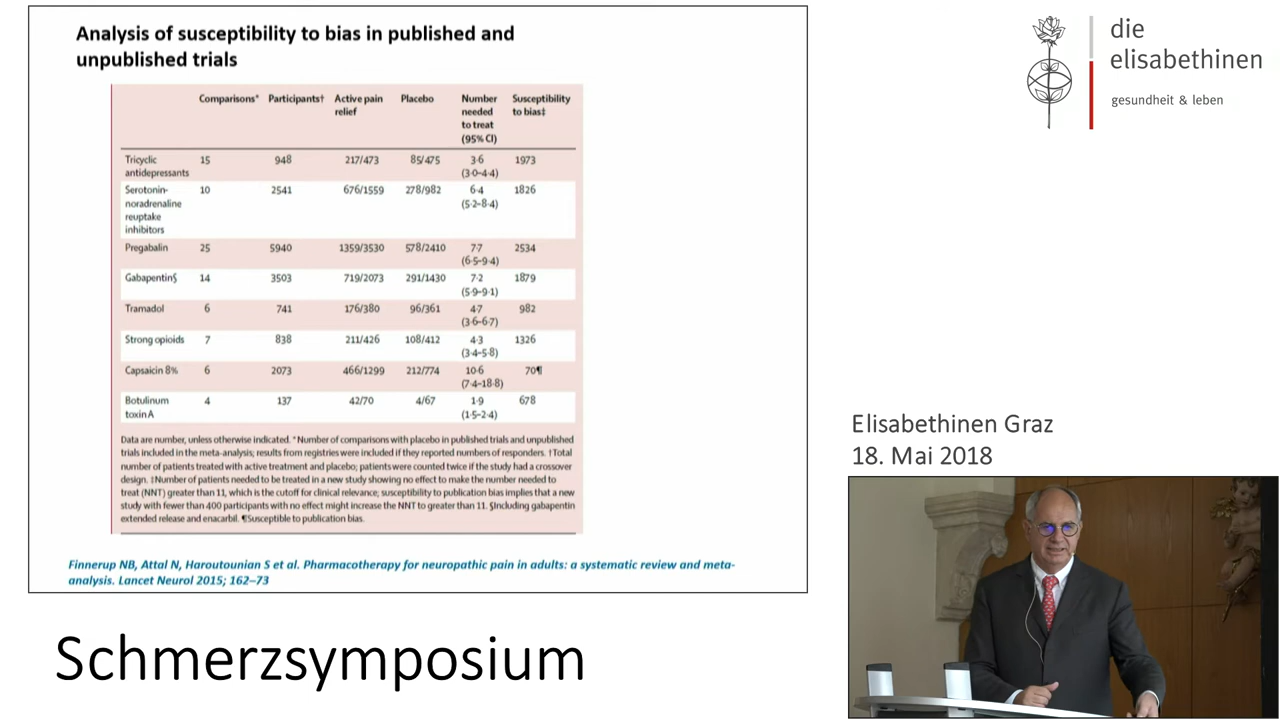 Analysis of susceptibility to bias in published and
unpublished trials
Comparisons* Participants† Active pain relief Placebo Number needed to treat (95% CI) Susceptibility to bias‡
Tricyclic antidepressants 15 948 217/473 85/475 3·6 (3·0–4·4) 1973
Serotonin-noradrenaline reuptake inhibitors 10 2541 676/1559 278/982 6·4 (5·2–8·4) 1826
Pregabalin 25 5940 1359/3530 578/2410 7·7 (6·5–9·4) 2534
Gabapentin§ 14 3503 719/2073 291/1430 7·2 (5·9–9·1) 1879
Tramadol 6 741 176/380 96/361 4·7 (3·6–6·7) 982
Strong opioids 7 838 211/426 108/412 4·3 (3·4–5·8) 1326
Capsaicin 8% 6 2073 466/1299 212/774 10·6 (7·4–18·8) 70¶
Botulinum toxin A 4 137 42/70 4/67 1·9 (1·5–2·4) 678
Data are number, unless otherwise indicated. *Number of comparisons with placebo in published trials and unpublished
trials included in the meta-analysis; results from registries were included if they reported numbers of responders. †Total
number of patients treated with active treatment and placebo; patients were counted twice if the study had a crossover
design. ‡Number of patients needed to be treated in a new study showing no effect to make the number needed to
treat (NNT) greater than 11, which is the cutoff for clinical relevance; susceptibility to publication bias implies that a new
study with fewer than 400 participants with no effect might increase the NNT to greater than 11. §Including gabapentin
extended release and enacarbil. ¶Susceptible to publication bias.
Finnerup NB, Attal N, Haroutounian S et al. Pharmacotherapy for neuropathic pain in adults: a systematic review and meta-
analysis. Lancet Neurol 2015; 162–73
Schmerzsymposium
die
elisabethinen
gesundheit & leben
Elisabethinen Graz
18. Mai 2018